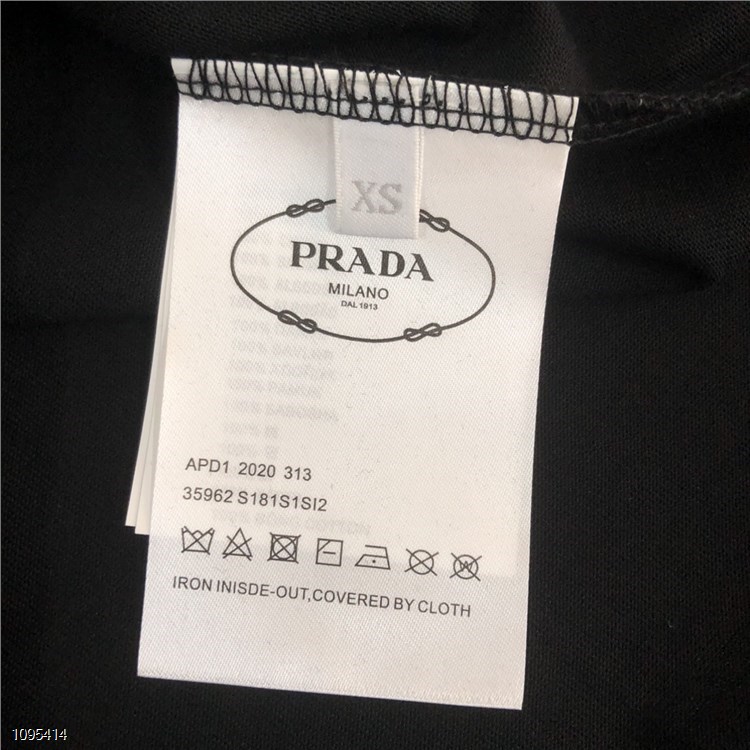 XS
PRADA
MILANO
DAL 1913
APD1 2020 313
35962 S181S1SI2
IRON INISDE-OUT,COVERED BY CLOTH
1095414